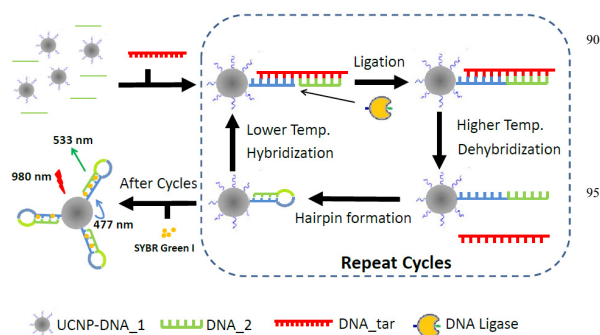 90
Ligation
Lower Temp.
Hybridization
Higher Temp.
Dehybridization
533 nm
980 nm
After Cycles
477 nm
SYBR Green I
Hairpin formation
95
Repeat Cycles
UCNP-DNA_1
DNA_2
DNA_tar
DNA Ligase